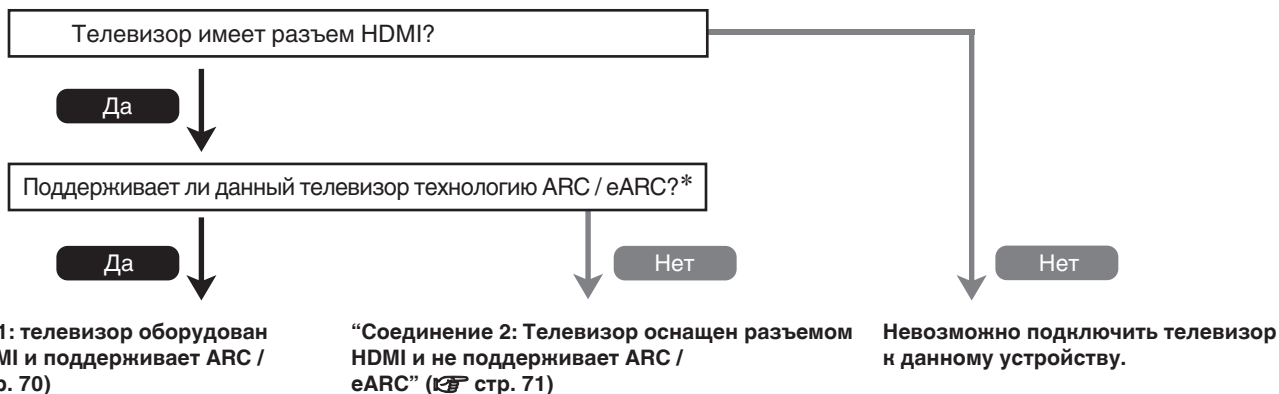 Телевизор имеет разъем HDMI?
Да
Поддерживает ли данный телевизор технологию ARC / eARC?*
Да
Нет
Нет
1: телевизор оборудован
MI и поддерживает ARC /
р. 70)
“Соединение 2: Телевизор оснащен разъемом
HDMI и не поддерживает ARC /
eARC” (☞ стр. 71)
Невозможно подключить телевизор
к данному устройству.